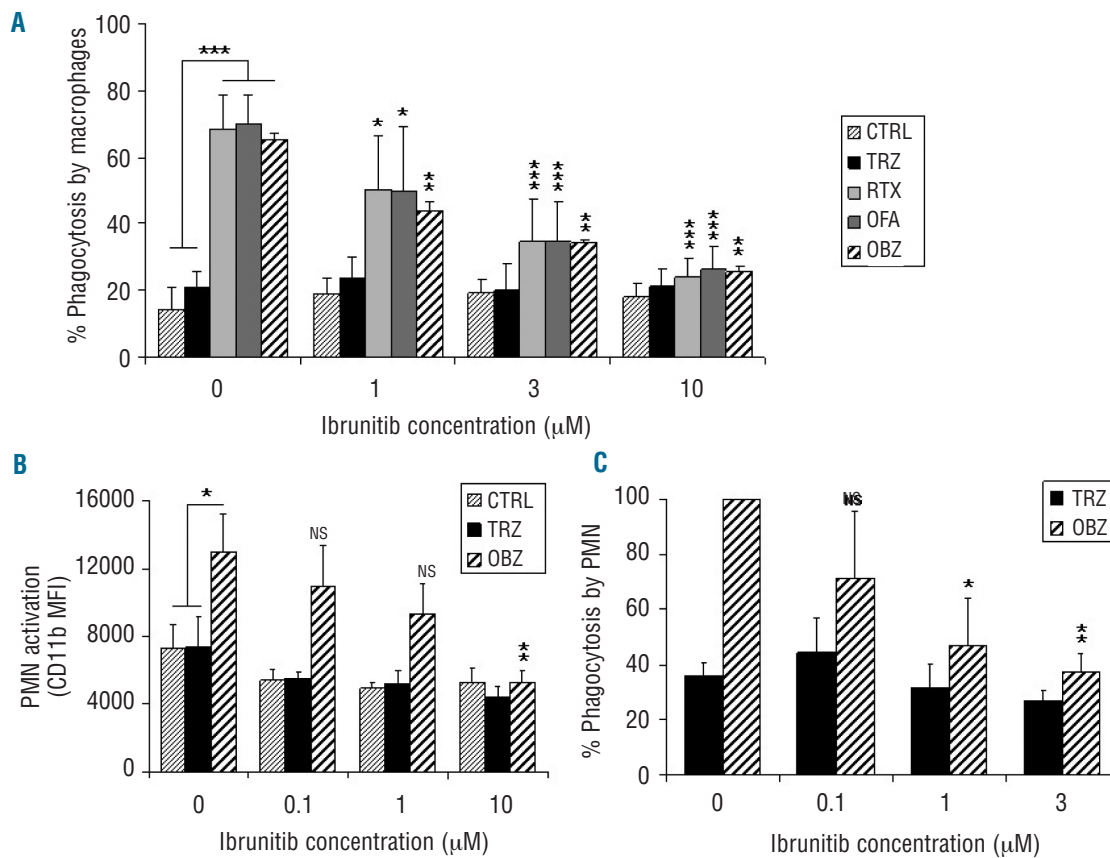 A
% Phagocytosis by macrophages
100
80
60
40
20
0
***
*
*
**
***
***
**
***
***
**
0 1 3 10
Ibrunitib concentration (µM)
CTRL
TRZ
RTX
OFA
OBZ
B
PMN activation
(CD11b MFI)
16000
12000
8000
4000
0
*
NS
NS
**
0 0.1 1 10
Ibrunitib concentration (µM)
CTRL
TRZ
OBZ
C
% Phagocytosis by PMN
100
80
60
40
20
0
NS
*
**
0 0.1 1 3
Ibrunitib concentration (µM)
TRZ
OBZ